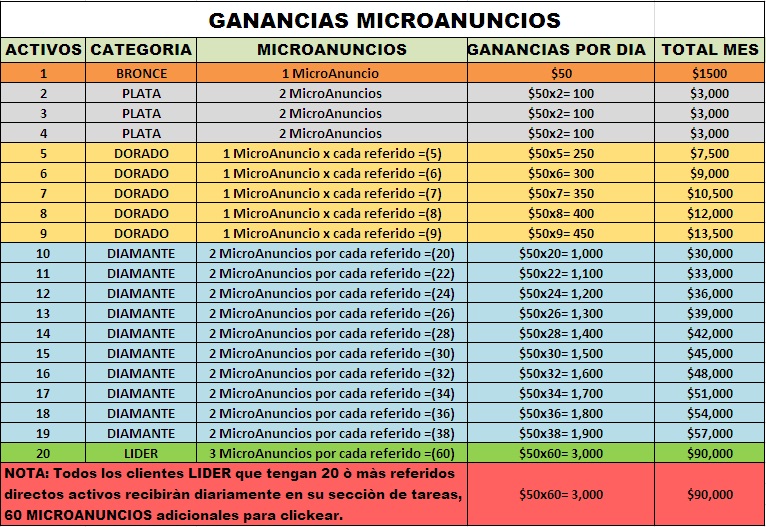 GANANCIAS MICROANUNCIOS
ACTIVOS CATEGORIA MICROANUNCIOS GANANCIAS POR DIA TOTAL MES
1 BRONCE 1 MicroAnuncio $50 $1500
2 PLATA 2 MicroAnuncios $50x2= 100 $3,000
3 PLATA 2 MicroAnuncios $50x2= 100 $3,000
4 PLATA 2 MicroAnuncios $50x2= 100 $3,000
5 DORADO 1 MicroAnuncio x cada referido =(5) $50x5= 250 $7,500
6 DORADO 1 MicroAnuncio x cada referido =(6) $50x6= 300 $9,000
7 DORADO 1 MicroAnuncio x cada referido =(7) $50x7= 350 $10,500
8 DORADO 1 MicroAnuncio x cada referido =(8) $50x8= 400 $12,000
9 DORADO 1 MicroAnuncio x cada referido =(9) $50x9= 450 $13,500
10 DIAMANTE 2 MicroAnuncios por cada referido =(20) $50x20= 1,000 $30,000
11 DIAMANTE 2 MicroAnuncios por cada referido =(22) $50x22= 1,100 $33,000
12 DIAMANTE 2 MicroAnuncios por cada referido =(24) $50x24= 1,200 $36,000
13 DIAMANTE 2 MicroAnuncios por cada referido =(26) $50x26= 1,300 $39,000
14 DIAMANTE 2 MicroAnuncios por cada referido =(28) $50x28= 1,400 $42,000
15 DIAMANTE 2 MicroAnuncios por cada referido =(30) $50x30= 1,500 $45,000
16 DIAMANTE 2 MicroAnuncios por cada referido =(32) $50x32= 1,600 $48,000
17 DIAMANTE 2 MicroAnuncios por cada referido =(34) $50x34= 1,700 $51,000
18 DIAMANTE 2 MicroAnuncios por cada referido =(36) $50x36= 1,800 $54,000
19 DIAMANTE 2 MicroAnuncios por cada referido =(38) $50x38= 1,900 $57,000
20 LIDER 3 MicroAnuncios por cada referido =(60) $50x60= 3,000 $90,000
NOTA: Todos los clientes LIDER que tengan 20 ò màs referidos
directos activos recibiràn diariamente en su secciòn de tareas,
60 MICROANUNCIOS adicionales para clickear.
$50x60= 3,000 $90,000